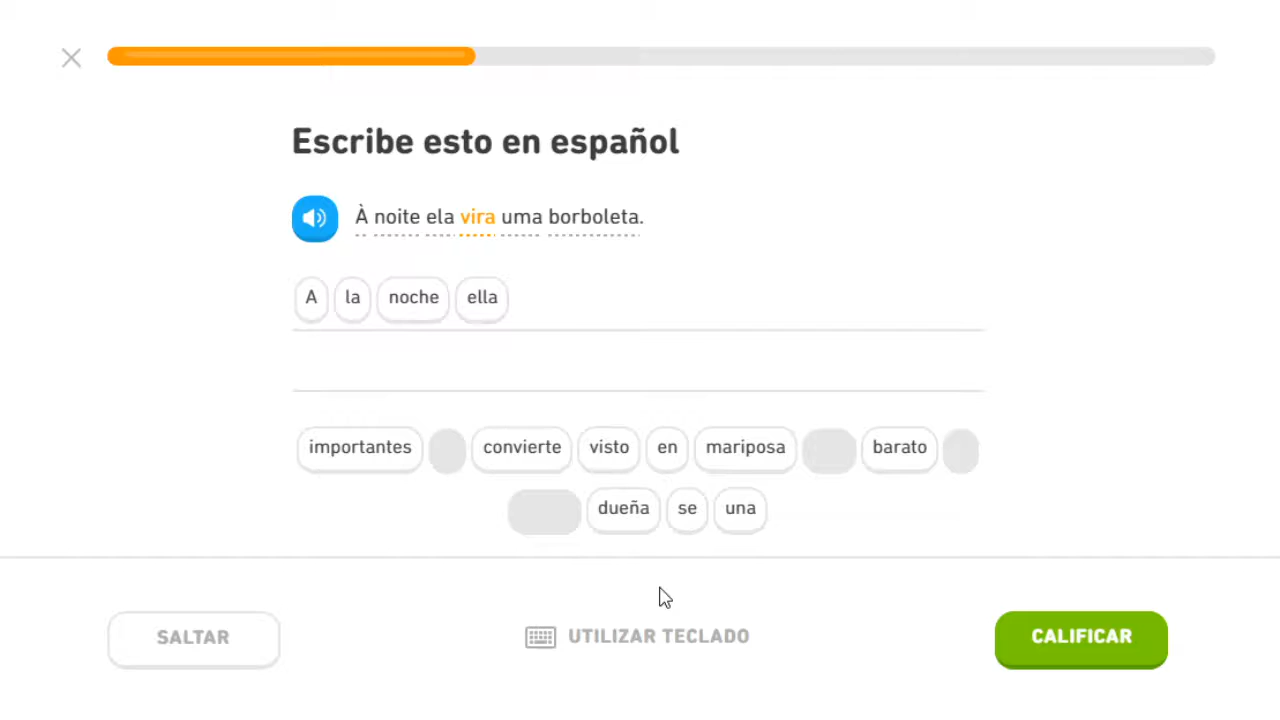 Escribe esto en español
À noite ela vira uma borboleta.
A la noche ella
importantes convierte visto en mariposa barato
dueña se una
SALTAR UTILIZAR TECLADO CALIFICAR